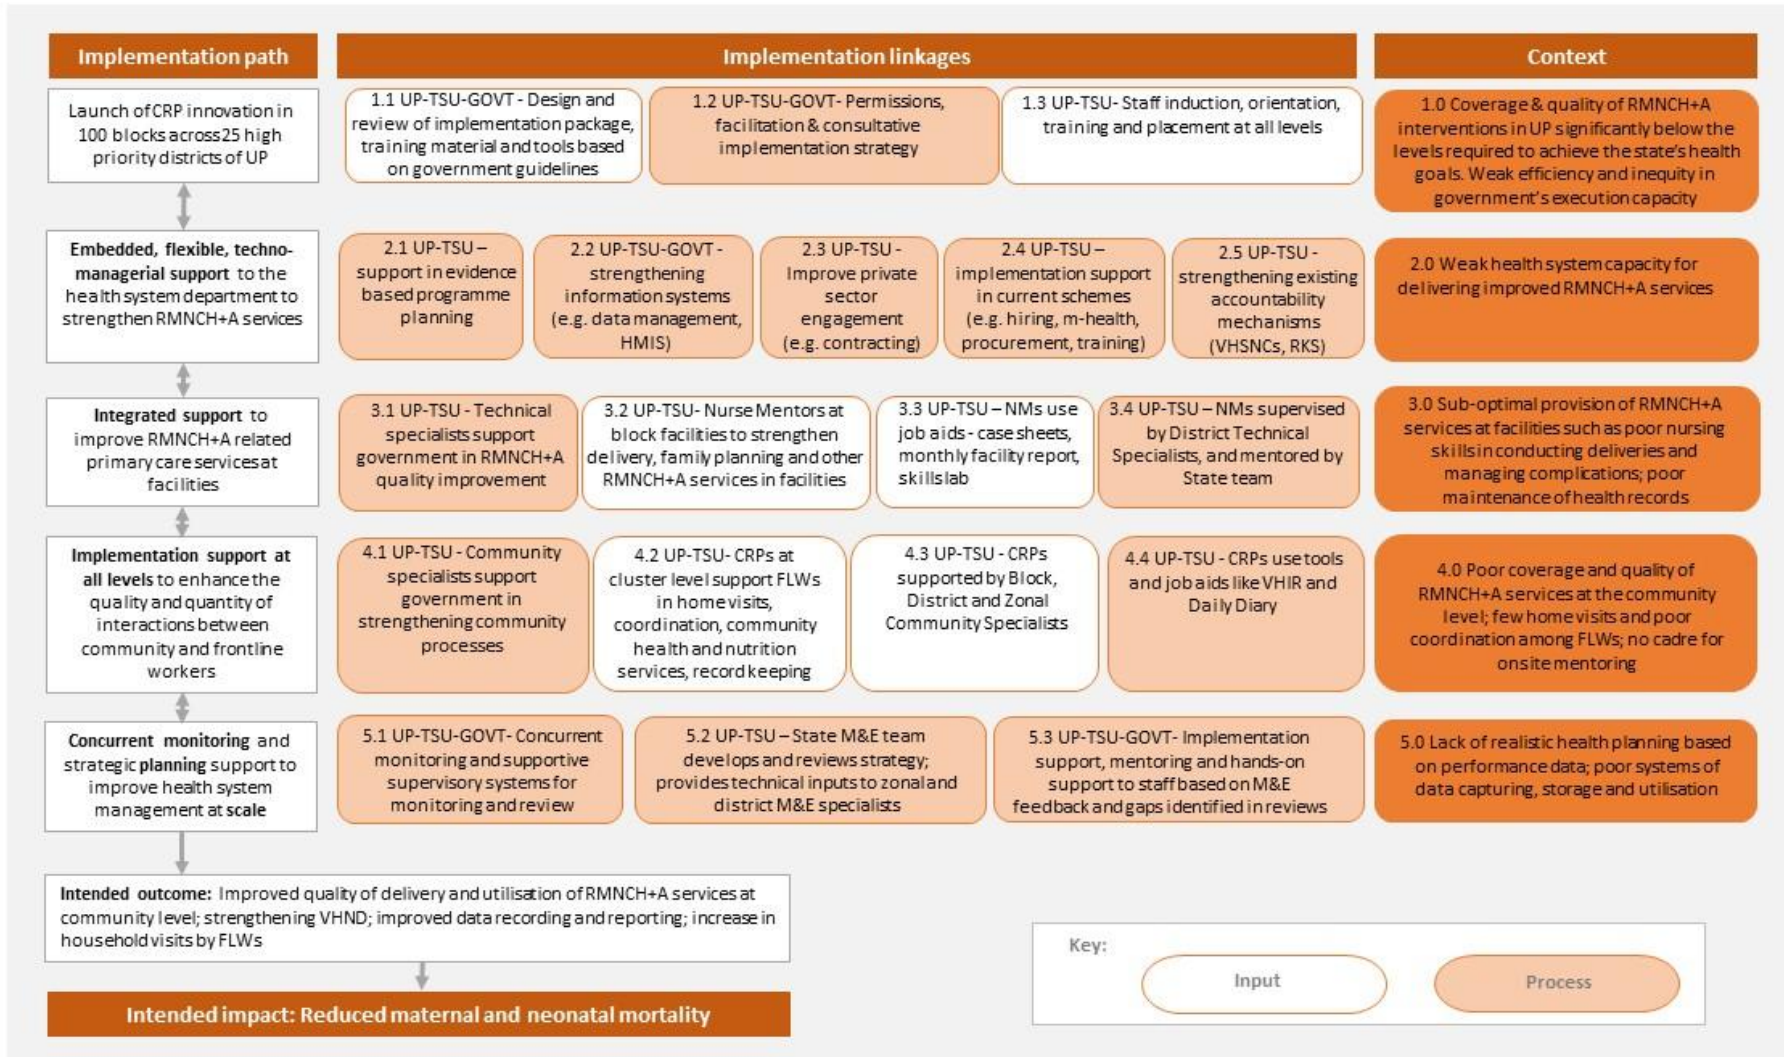 Implementation path
Implementation linkages
Context
Launch of CRP innovation in
100 blocks across 25 high
priority districts of UP
1.1 UP-TSU-GOVT - Design and
review of implementation package,
training material and tools based
on government guidelines
1.2 UP-TSU-GOVT- Permissions,
facilitation & consultative
implementation strategy
1.3 UP-TSU- Staff induction, orientation,
training and placement at all levels
1.0 Coverage & quality of RMNCH+A
interventions in UP significantly below the
levels required to achieve the state's health
goals. Weak efficiency and inequity in
government's execution capacity
Embedded, flexible, techno-
managerial support to the
health system department to
strengthen RMNCH+A services
2.1 UP-TSU –
support in evidence
based programme
planning
2.2 UP-TSU-GOVT -
strengthening
information systems
(e.g. data management,
HMIS)
2.3 UP-TSU -
Improve private
sector
engagement
(e.g. contracting)
2.4 UP-TSU –
implementation support
in current schemes
(e.g. hiring, m-health,
procurement, training)
2.5 UP-TSU -
strengthening existing
accountability
mechanisms
(VHSNCs, RKS)
2.0 Weak health system capacity for
delivering improved RMNCH+A services
Integrated support to
improve RMNCH+A related
primary care services at
facilities
3.1 UP-TSU - Technical
specialists support
government in RMNCH+A
quality improvement
3.2 UP-TSU- Nurse Mentors at
block facilities to strengthen
delivery, family planning and other
RMNCH+A services in facilities
3.3 UP-TSU – NMs use
job aids - case sheets,
monthly facility report,
skills lab
3.4 UP-TSU – NMs supervised
by District Technical
Specialists, and mentored by
State team
3.0 Sub-optimal provision of RMNCH+A
services at facilities such as poor nursing
skills in conducting deliveries and
managing complications; poor
maintenance of health records
Implementation support at
all levels to enhance the
quality and quantity of
interactions between
community and frontline
workers
4.1 UP-TSU - Community
specialists support
government in
strengthening community
processes
4.2 UP-TSU- CRPs at
cluster level support FLWs
in home visits,
coordination, community
health and nutrition
services, record keeping
4.3 UP-TSU - CRPs
supported by Block,
District and Zonal
Community Specialists
4.4 UP-TSU - CRPs use tools
and job aids like VHIR and
Daily Diary
4.0 Poor coverage and quality of
RMNCH+A services at the community
level; few home visits and poor
coordination among FLWs; no cadre for
onsite mentoring
Concurrent monitoring and
strategic planning support to
improve health system
management at scale
5.1 UP-TSU-GOVT- Concurrent
monitoring and supportive
supervisory systems for
monitoring and review
5.2 UP-TSU – State M&E team
develops and reviews strategy;
provides technical inputs to zonal and
district M&E specialists
5.3 UP-TSU-GOVT- Implementation
support, mentoring and hands-on
support to staff based on M&E
feedback and gaps identified in reviews
5.0 Lack of realistic health planning based
on performance data; poor systems of
data capturing, storage and utilisation
Intended outcome: Improved quality of delivery and utilisation of RMNCH+A services at
community level; strengthening VHND; improved data recording and reporting; increase in
household visits by FLWs
Intended impact: Reduced maternal and neonatal mortality
Key:
Input
Process